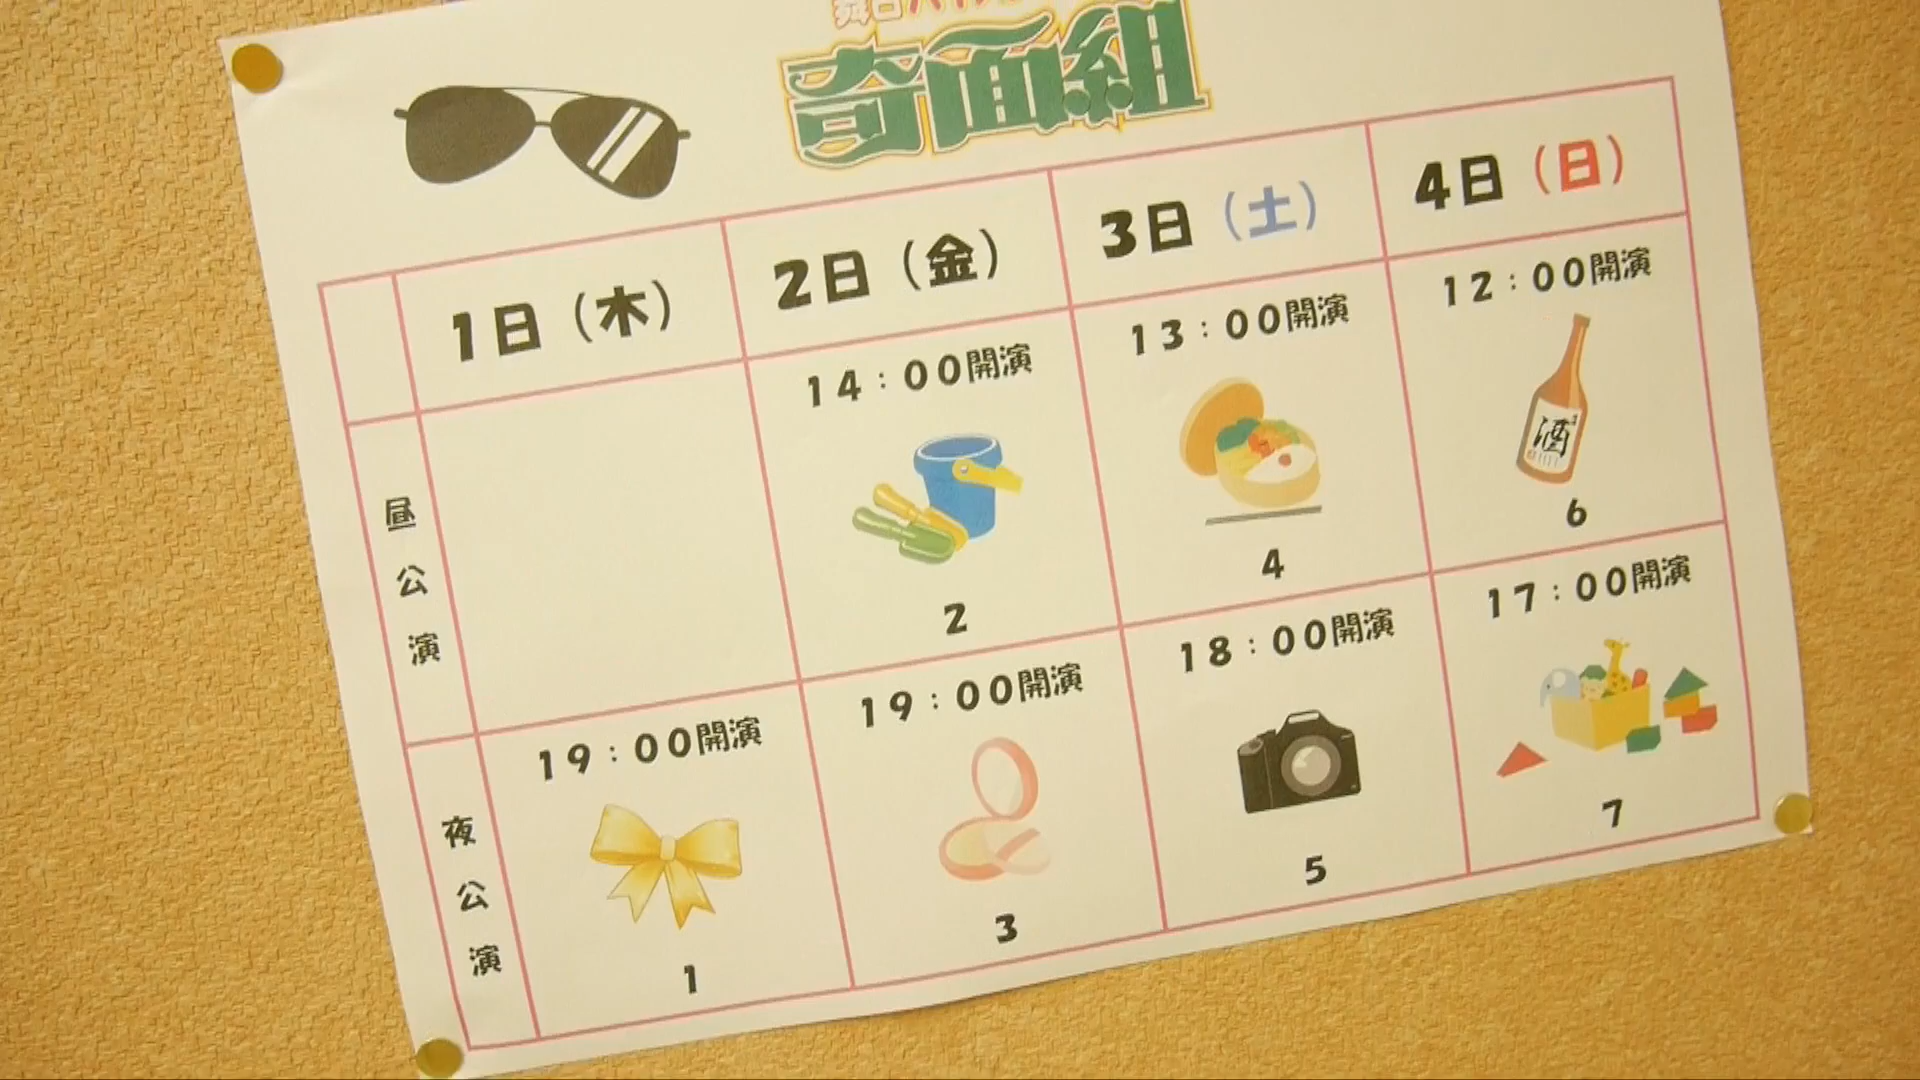 奇面組
1日（木）
2日（金）
3日（土）
4日（日）
昼公演
14：00開演
2
13：00開演
4
12：00開演
酒
6
夜公演
19：00開演
1
19：00開演
3
18：00開演
5
17：00開演
7